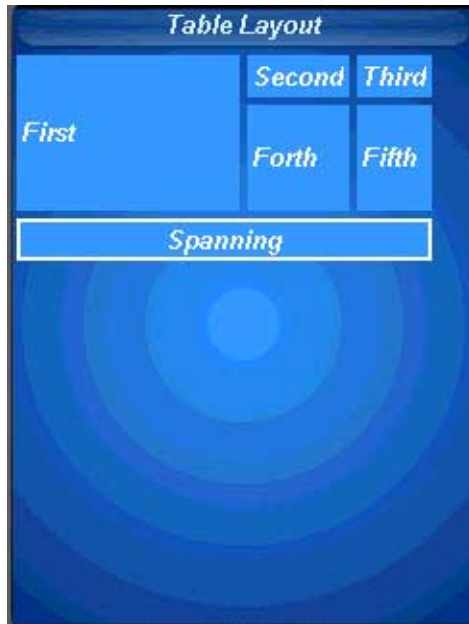 Table Layout
Second Third
First
Forth Fifth
Spanning